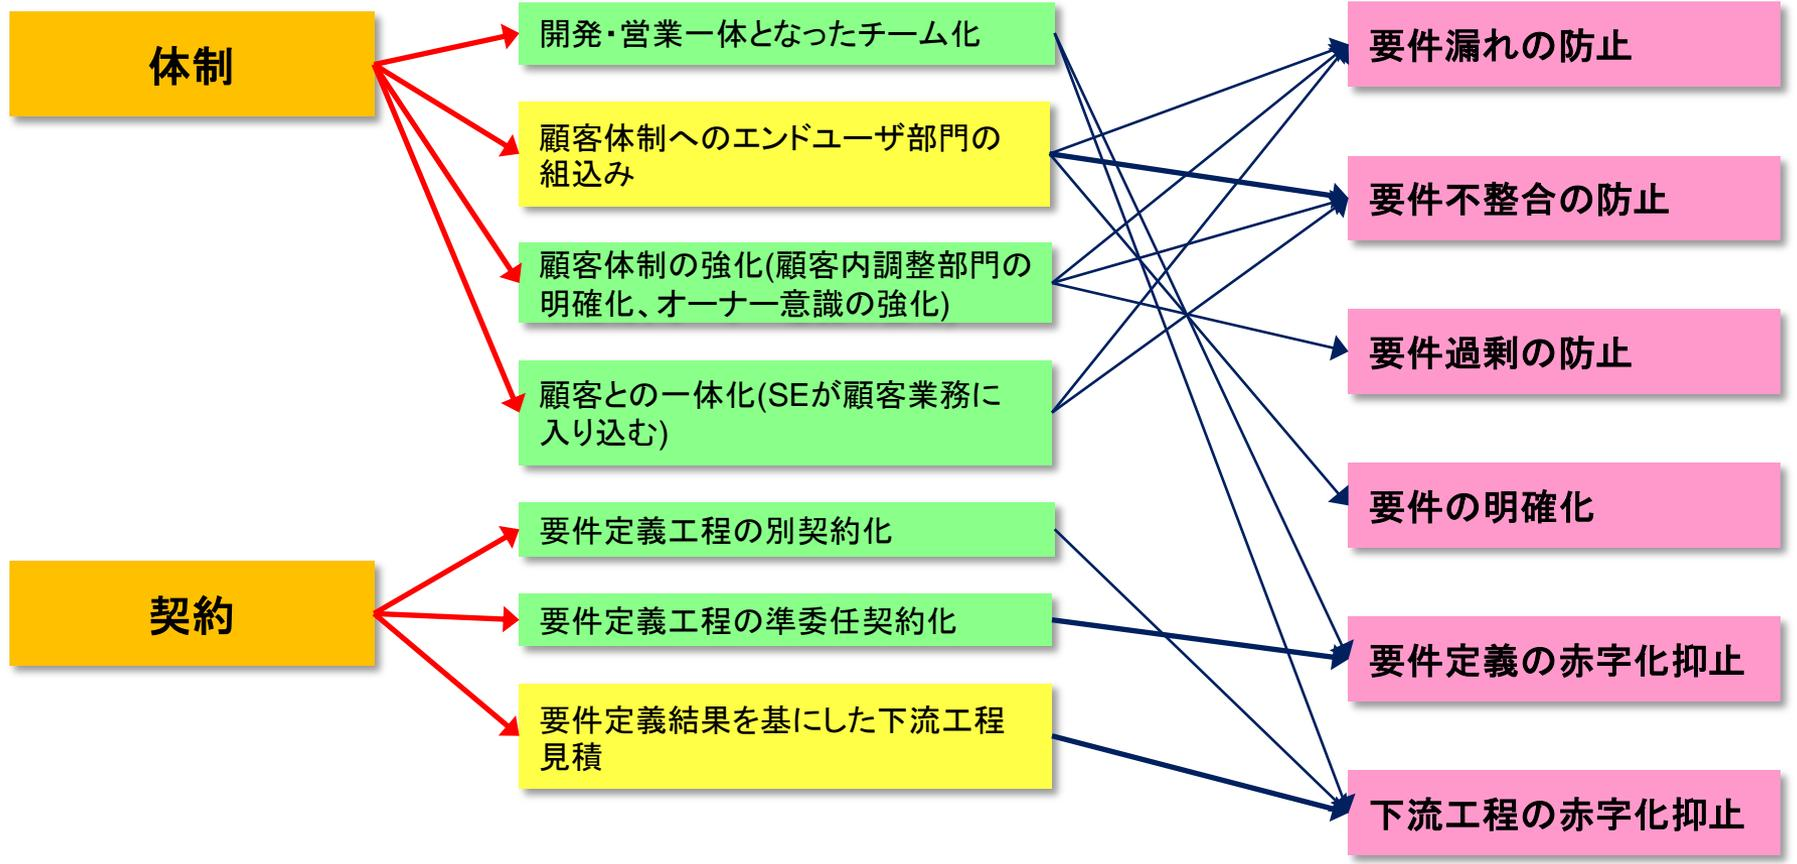 体制
開発・営業一体となったチーム化
顧客体制へのエンドユーザ部門の
組込み
顧客体制の強化(顧客内調整部門の
明確化、オーナー意識の強化)
顧客との一体化(SEが顧客業務に
入り込む)
契約
要件定義工程の別契約化
要件定義工程の準委任契約化
要件定義結果を基にした下流工程
見積
要件漏れの防止
要件不整合の防止
要件過剰の防止
要件の明確化
要件定義の赤字化抑止
下流工程の赤字化抑止